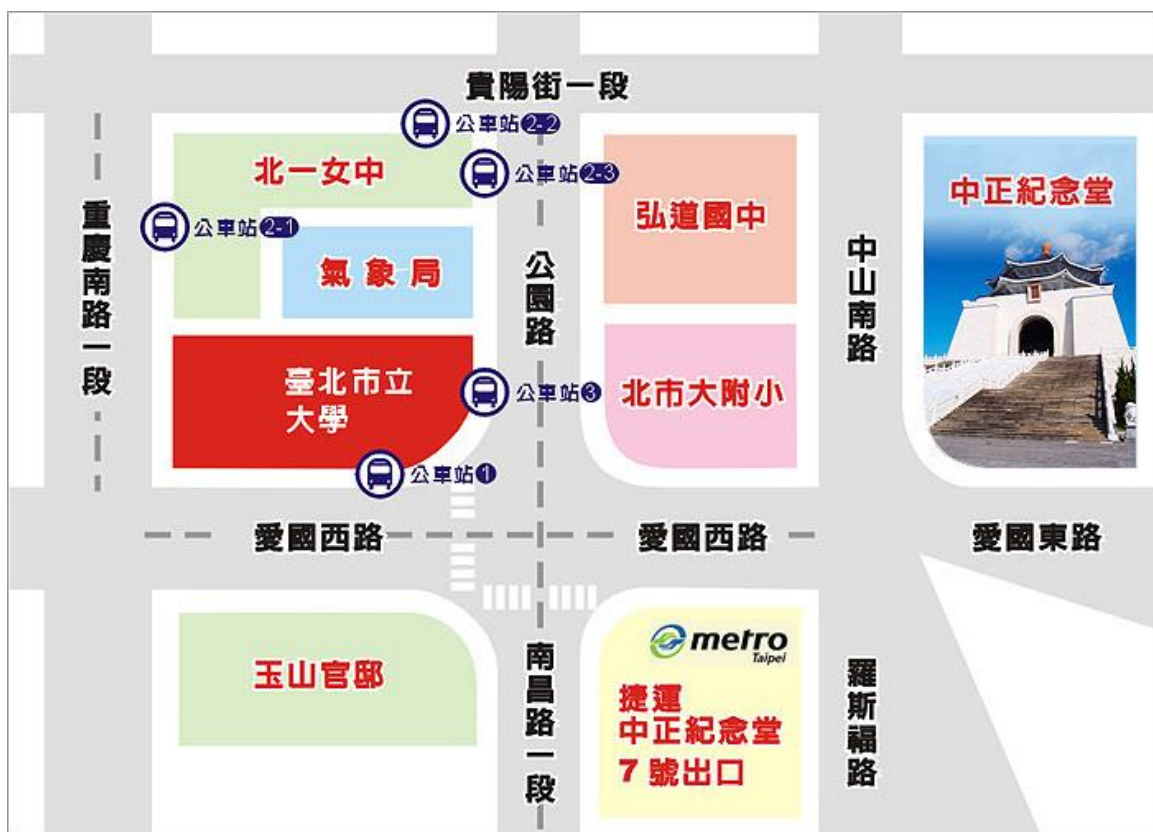 貴陽街一段
公車站2-2
北一女中
公車站2-3
公車站2-1
弘道國中
中正紀念堂
重慶南路一段
氣象局
公園路
中山南路
臺北市立
大學
公車站3
北市大附小
公車站1
愛國西路
愛國西路
愛國東路
玉山官邸
南昌路一段
metro
Taipei
捷運
中正紀念堂
7號出口
羅斯福路